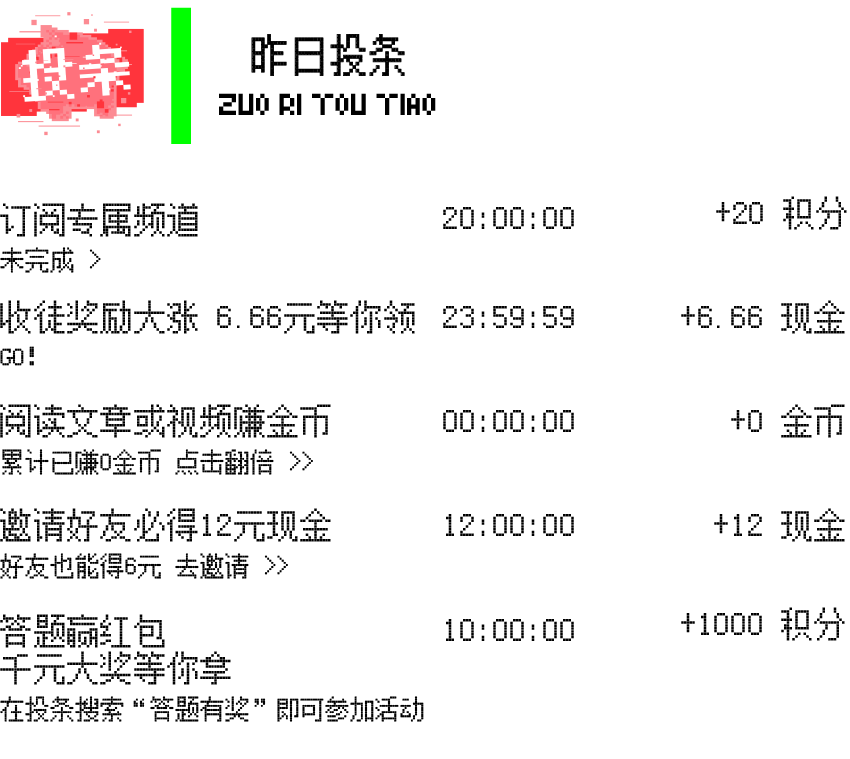 投条
昨日投条
ZUO RI TOU TIAO
订阅专属频道 20:00:00 +20 积分
未完成 >
收徒奖励大涨 6.66元等你领 23:59:59 +6.66 现金
GO!
阅读文章或视频赚金币 00:00:00 +0 金币
累计已赚0金币 点击翻倍 >>
邀请好友必得12元现金 12:00:00 +12 现金
好友也能得6元 去邀请 >>
答题赢红包 10:00:00 +1000 积分
千元大奖等你拿
在投条搜索“答题有奖”即可参加活动